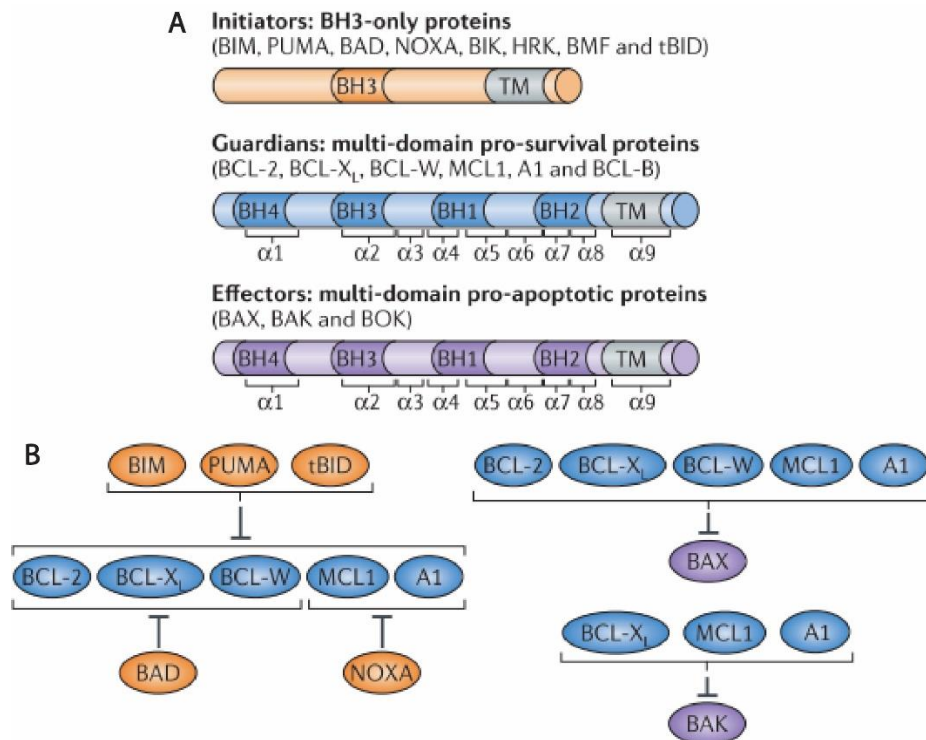 A
Initiators: BH3-only proteins
(BIM, PUMA, BAD, NOXA, BIK, HRK, BMF and tBID)
BH3 TM
Guardians: multi-domain pro-survival proteins
(BCL-2, BCL-XL, BCL-W, MCL1, A1 and BCL-B)
BH4 BH3 BH1 BH2 TM
α1 α2 α3 α4 α5 α6 α7 α8 α9
Effectors: multi-domain pro-apoptotic proteins
(BAX, BAK and BOK)
BH4 BH3 BH1 BH2 TM
α1 α2 α3 α4 α5 α6 α7 α8 α9
B
BIM PUMA tBID
BCL-2 BCL-XL BCL-W MCL1 A1
BAD NOXA
BCL-2 BCL-XL BCL-W MCL1 A1
BAX
BCL-XL MCL1 A1
BAK